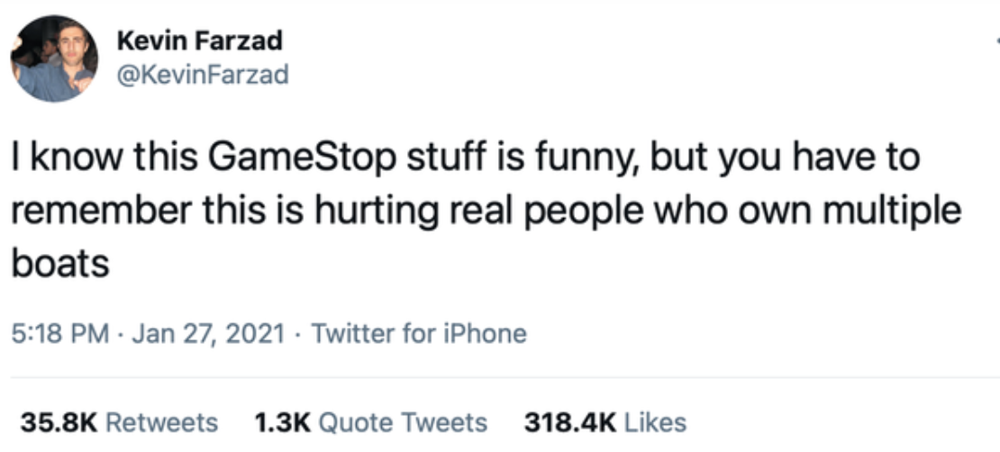 Kevin Farzad
@KevinFarzad
I know this GameStop stuff is funny, but you have to
remember this is hurting real people who own multiple
boats
5:18 PM · Jan 27, 2021 · Twitter for iPhone
35.8K Retweets 1.3K Quote Tweets 318.4K Likes